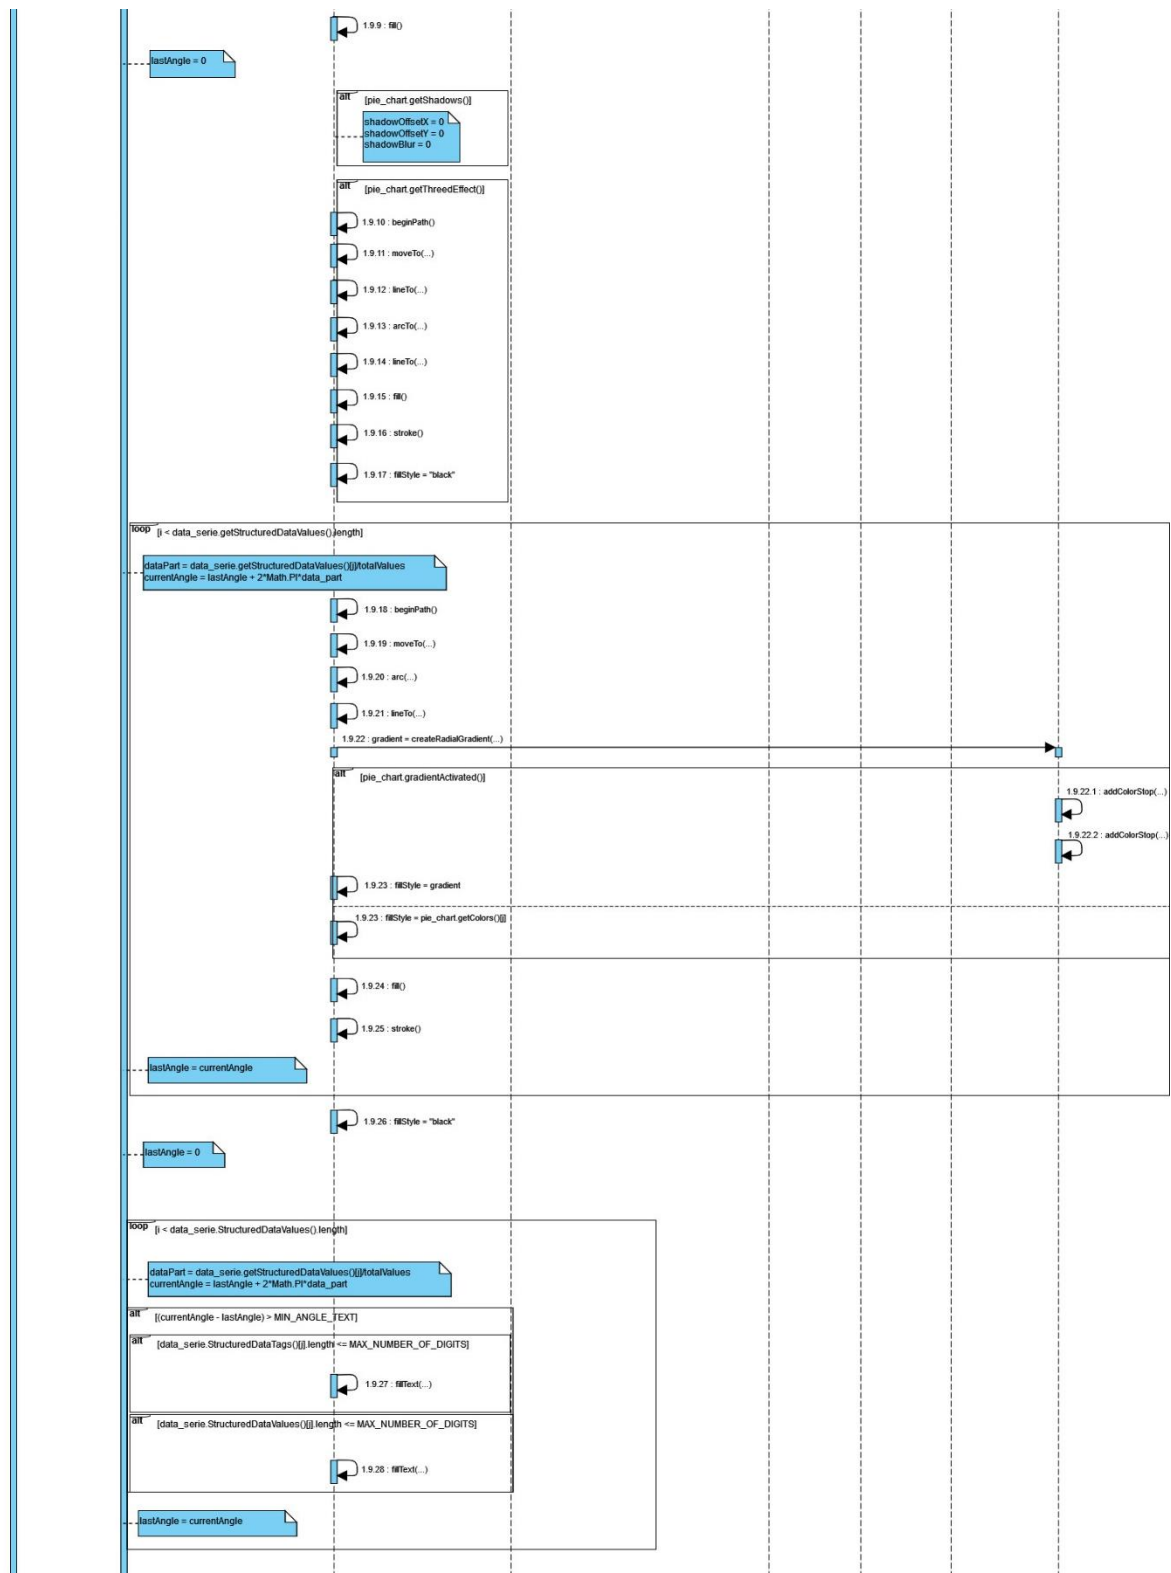 1.9.9 : fill()
lastAngle = 0
alt [pie_chart.getShadows()]
shadowOffsetX = 0
shadowOffsetY = 0
shadowBlur = 0
alt [pie_chart.getThreedEffect()]
1.9.10 : beginPath()
1.9.11 : moveTo(...)
1.9.12 : lineTo(...)
1.9.13 : arcTo(...)
1.9.14 : lineTo(...)
1.9.15 : fill()
1.9.16 : stroke()
1.9.17 : fillStyle = "black"
loop [i < data_serie.getStructuredDataValues().length]
dataPart = data_serie.getStructuredDataValues()[j]/totalValues
currentAngle = lastAngle + 2*Math.PI*data_part
1.9.18 : beginPath()
1.9.19 : moveTo(...)
1.9.20 : arc(...)
1.9.21 : lineTo(...)
1.9.22 : gradient = createRadialGradient(...)
alt [pie_chart.gradientActivated()]
1.9.22.1 : addColorStop(...)
1.9.22.2 : addColorStop(...)
1.9.23 : fillStyle = gradient
1.9.23 : fillStyle = pie_chart.getColors()[j]
1.9.24 : fill()
1.9.25 : stroke()
lastAngle = currentAngle
1.9.26 : fillStyle = "black"
lastAngle = 0
loop [i < data_serie.StructuredDataValues().length]
dataPart = data_serie.getStructuredDataValues()[j]/totalValues
currentAngle = lastAngle + 2*Math.PI*data_part
alt [(currentAngle - lastAngle) > MIN_ANGLE_TEXT]
alt [data_serie.StructuredDataTags()[j].length <= MAX_NUMBER_OF_DIGITS]
1.9.27 : fillText(...)
alt [data_serie.StructuredDataValues()[j].length <= MAX_NUMBER_OF_DIGITS]
1.9.28 : fillText(...)
lastAngle = currentAngle